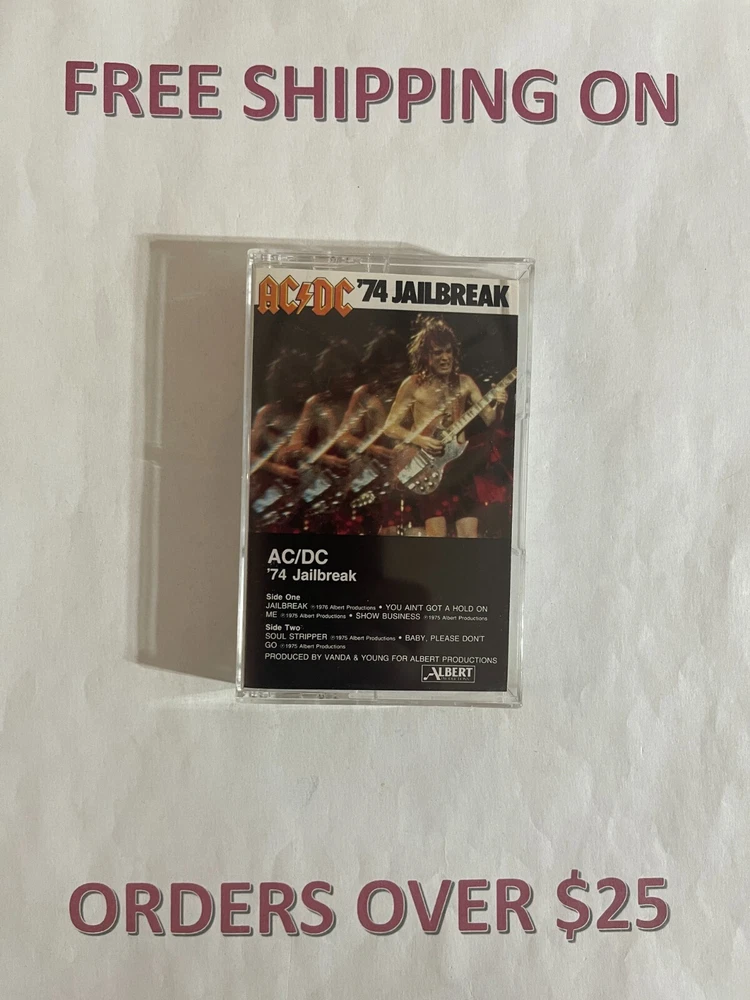 FREE SHIPPING ON
AC/DC '74 JAILBREAK
AC/DC
'74 Jailbreak
Side One
JAILBREAK ℗1976 Albert Productions • YOU AIN'T GOT A HOLD ON
ME ℗1975 Albert Productions • SHOW BUSINESS ℗1975 Albert Productions
Side Two
SOUL STRIPPER ℗1975 Albert Productions • BABY, PLEASE DON'T
GO ℗1975 Albert Productions
PRODUCED BY VANDA & YOUNG FOR ALBERT PRODUCTIONS
ALBERT
ORDERS OVER $25